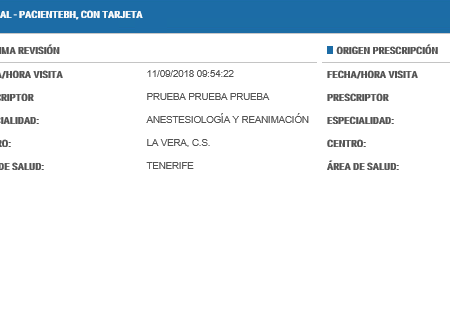 AL - PACIENTEBH, CON TARJETA
IMA REVISIÓN
ORIGEN PRESCRIPCIÓN
A/HORA VISITA 11/09/2018 09:54:22 FECHA/HORA VISITA
CRIPTOR PRUEBA PRUEBA PRUEBA PRESCRIPTOR
CIALIDAD: ANESTESIOLOGÍA Y REANIMACIÓN ESPECIALIDAD:
RO: LA VERA, C.S. CENTRO:
DE SALUD: TENERIFE ÁREA DE SALUD: